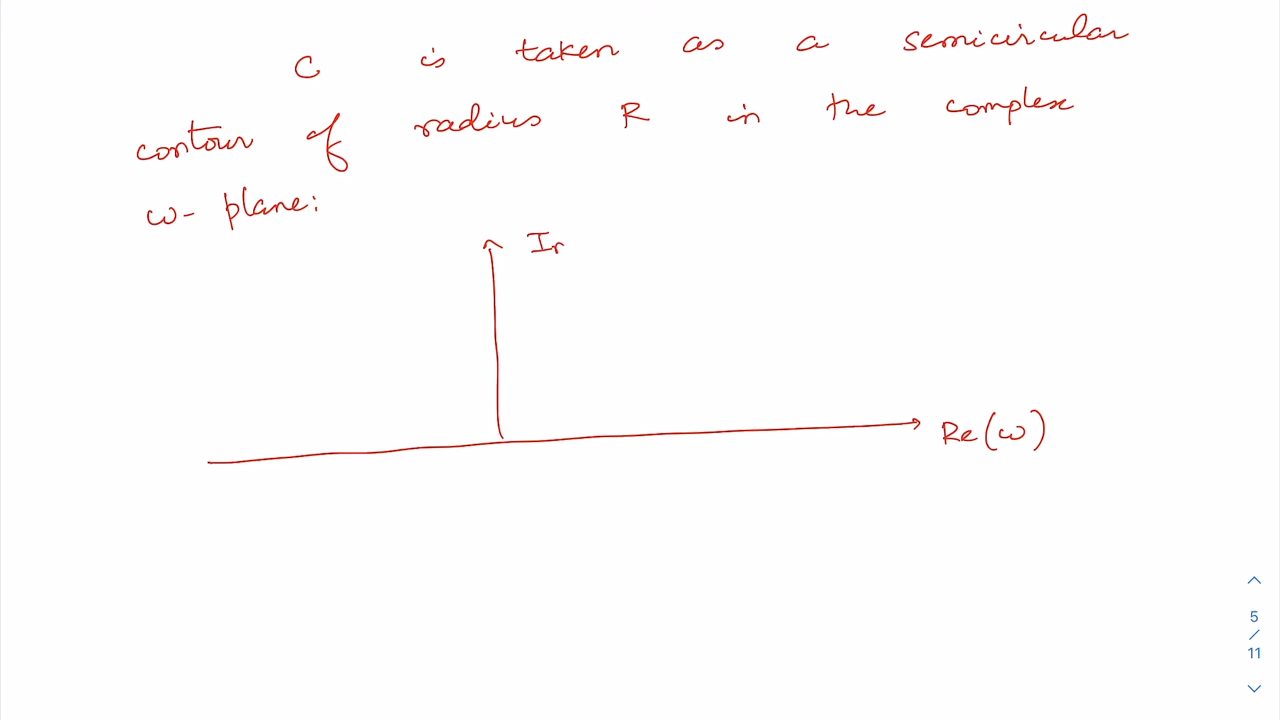 C is taken as a semicircular
contour of radius R in the complex
ω- plane:
Ir
Re(ω)
5
/
11